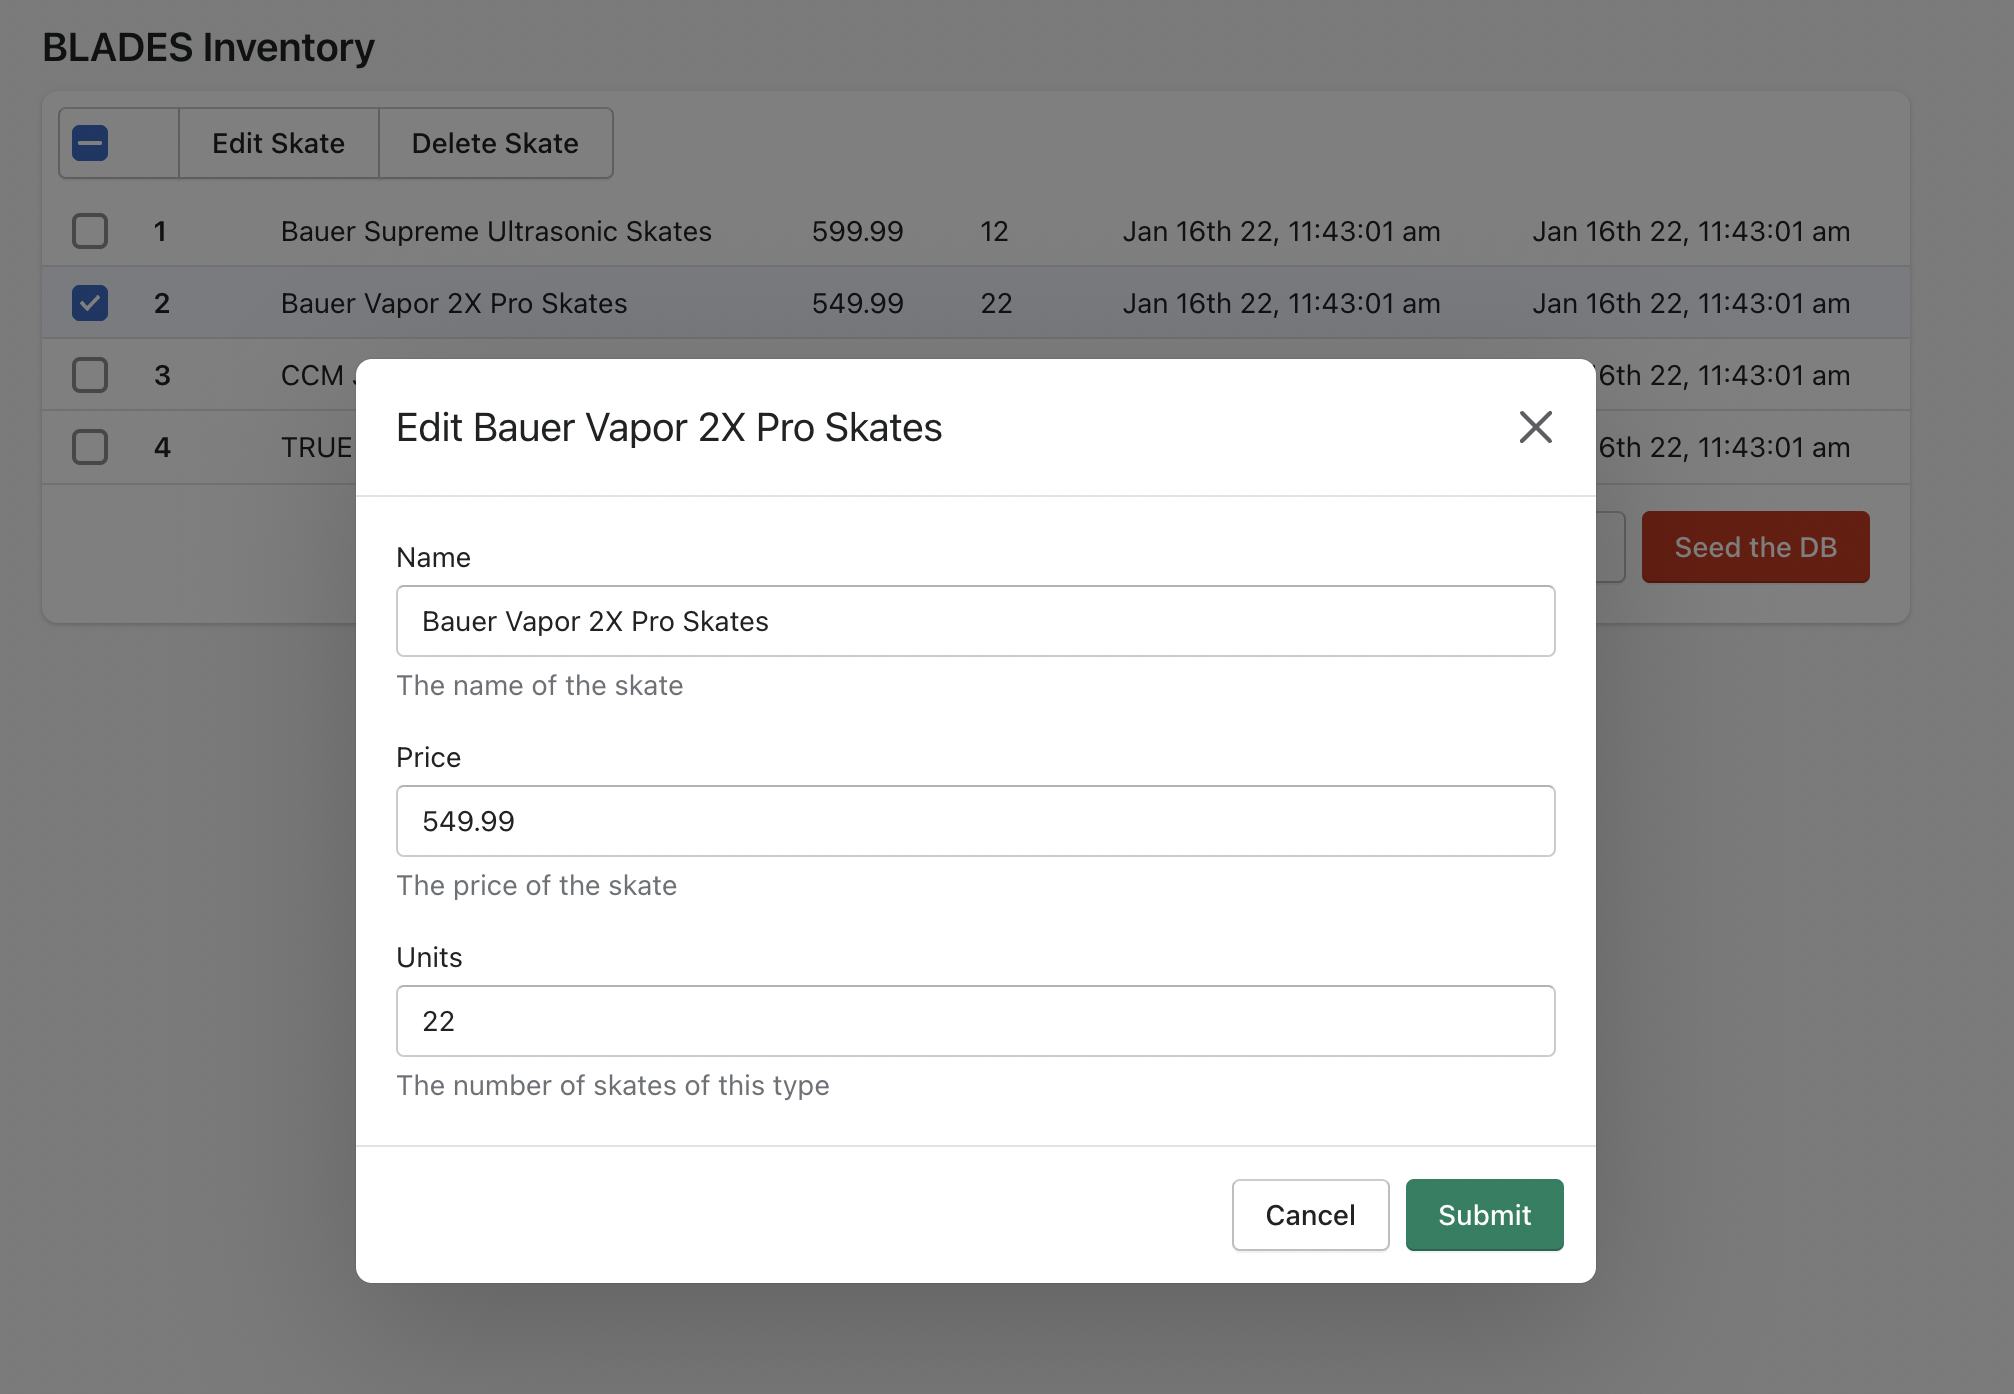 BLADES Inventory
Edit Skate Delete Skate
1 Bauer Supreme Ultrasonic Skates 599.99 12 Jan 16th 22, 11:43:01 am Jan 16th 22, 11:43:01 am
2 Bauer Vapor 2X Pro Skates 549.99 22 Jan 16th 22, 11:43:01 am Jan 16th 22, 11:43:01 am
3 CCM 6th 22, 11:43:01 am
4 TRUE 6th 22, 11:43:01 am
Seed the DB
Edit Bauer Vapor 2X Pro Skates
Name
Bauer Vapor 2X Pro Skates
The name of the skate
Price
549.99
The price of the skate
Units
22
The number of skates of this type
Cancel Submit